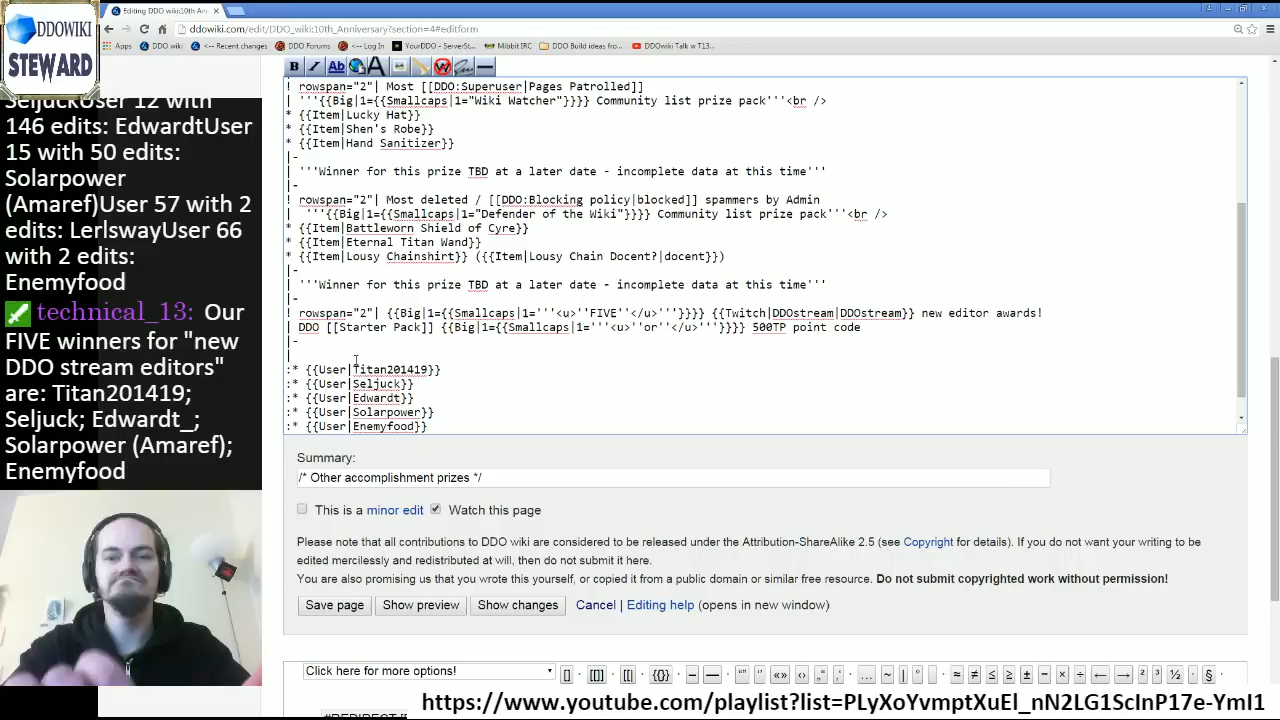 DDOWIKI
STEWARD
SeljuckUser 12 with
146 edits: EdwardtUser
15 with 50 edits:
Solarpower
(Amaref)User 57 with 2
edits: LerlswayUser 66
with 2 edits:
Enemyfood
technical_13: Our
FIVE winners for "new
DDO stream editors"
are: Titan201419;
Seljuck; Edwardt_;
Solarpower (Amaref);
Enemyfood
Editing DDO wiki:10th Ann
ddowiki.com/edit/DDO_wiki:10th_Anniversary?section=4#editform
Apps DDO wiki <-- Recent changes DDO Forums <-- Log In YourDDO - ServerSt... Mibbit IRC DDO Build ideas from... DDOwiki Talk w T13...
B I Ab A W
! rowspan="2"| Most [[DDO:Superuser|Pages Patrolled]]
| '''{{Big|1={{Smallcaps|1="Wiki Watcher"}}}} Community list prize pack'''<br />
* {{Item|Lucky Hat}}
* {{Item|Shen's Robe}}
* {{Item|Hand Sanitizer}}
|-
| '''Winner for this prize TBD at a later date - incomplete data at this time'''
|-
! rowspan="2"| Most deleted / [[DDO:Blocking policy|blocked]] spammers by Admin
| '''{{Big|1={{Smallcaps|1="Defender of the Wiki"}}}} Community list prize pack'''<br />
* {{Item|Battleworn Shield of Cyre}}
* {{Item|Eternal Titan Wand}}
* {{Item|Lousy Chainshirt}} ({{Item|Lousy Chain Docent?|docent}})
|-
| '''Winner for this prize TBD at a later date - incomplete data at this time'''
|-
! rowspan="2"| {{Big|1={{Smallcaps|1='''<u>''FIVE''</u>'''}}}} {{Twitch|DDOstream|DDOstream}} new editor awards!
| DDO [[Starter Pack]] {{Big|1={{Smallcaps|1='''<u>''or''</u>'''}}}} 500TP point code
|-
|
:* {{User|Titan201419}}
:* {{User|Seljuck}}
:* {{User|Edwardt}}
:* {{User|Solarpower}}
:* {{User|Enemyfood}}
Summary:
/* Other accomplishment prizes */
This is a minor edit Watch this page
Please note that all contributions to DDO wiki are considered to be released under the Attribution-ShareAlike 2.5 (see Copyright for details). If you do not want your writing to be
edited mercilessly and redistributed at will, then do not submit it here.
You are also promising us that you wrote this yourself, or copied it from a public domain or similar free resource. Do not submit copyrighted work without permission!
Save page Show preview Show changes Cancel | Editing help (opens in new window)
Click here for more options! [] [[]] [[| {{}} – — “” ‘’ «» ‹› „“ ‚‘ … ~ | ° · ≈ ≠ ≤ ≥ ± − × ÷ ← → ² ³ ½ · §
https://www.youtube.com/playlist?list=PLyXoYvmptXuEl_nN2LG1ScInP17e-YmI1